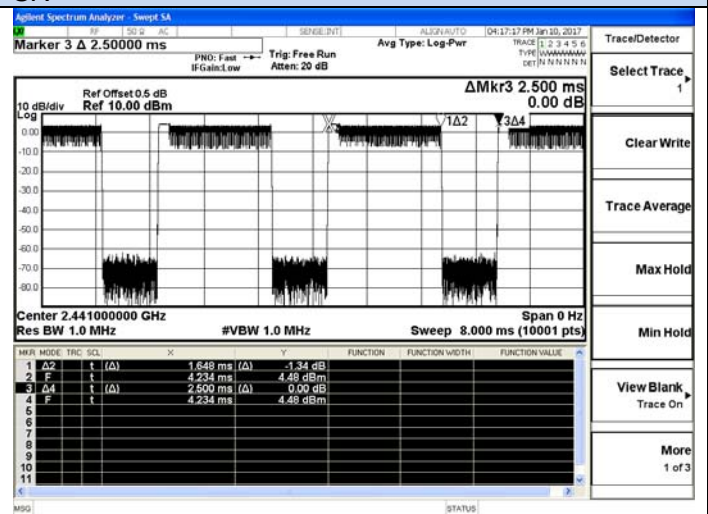 Agilent Spectrum Analyzer - Swept SA
RF 50 Ω AC SENSE:INT ALIGN AUTO 04:17:17 PM Jan 10, 2017
Marker 3 Δ 2.50000 ms
PNO: Fast
IFGain:Low
Trig: Free Run
Atten: 20 dB
Avg Type: Log-Pwr
TRACE 1 2 3 4 5 6
TYPE
DET N N N N N N
Ref Offset 0.5 dB
10 dB/div Ref 10.00 dBm
ΔMkr3 2.500 ms
0.00 dB
Log
1Δ2
3Δ4
0.00
-10.0
-20.0
-30.0
-40.0
-50.0
-60.0
-70.0
-80.0
Center 2.441000000 GHz Span 0 Hz
Res BW 1.0 MHz #VBW 1.0 MHz Sweep 8.000 ms (10001 pts)
MKR MODE TRC SCL X Y FUNCTION FUNCTION WIDTH FUNCTION VALUE
1 Δ2 t (Δ) 1.648 ms (Δ) -1.34 dB
2 F t 4.234 ms 4.48 dBm
3 Δ4 t (Δ) 2.500 ms (Δ) 0.00 dB
4 F t 4.234 ms 4.48 dBm
5
6
7
8
9
10
11
MSG STATUS
Trace/Detector
Select Trace
1
Clear Write
Trace Average
Max Hold
Min Hold
View Blank
Trace On
More
1 of 3